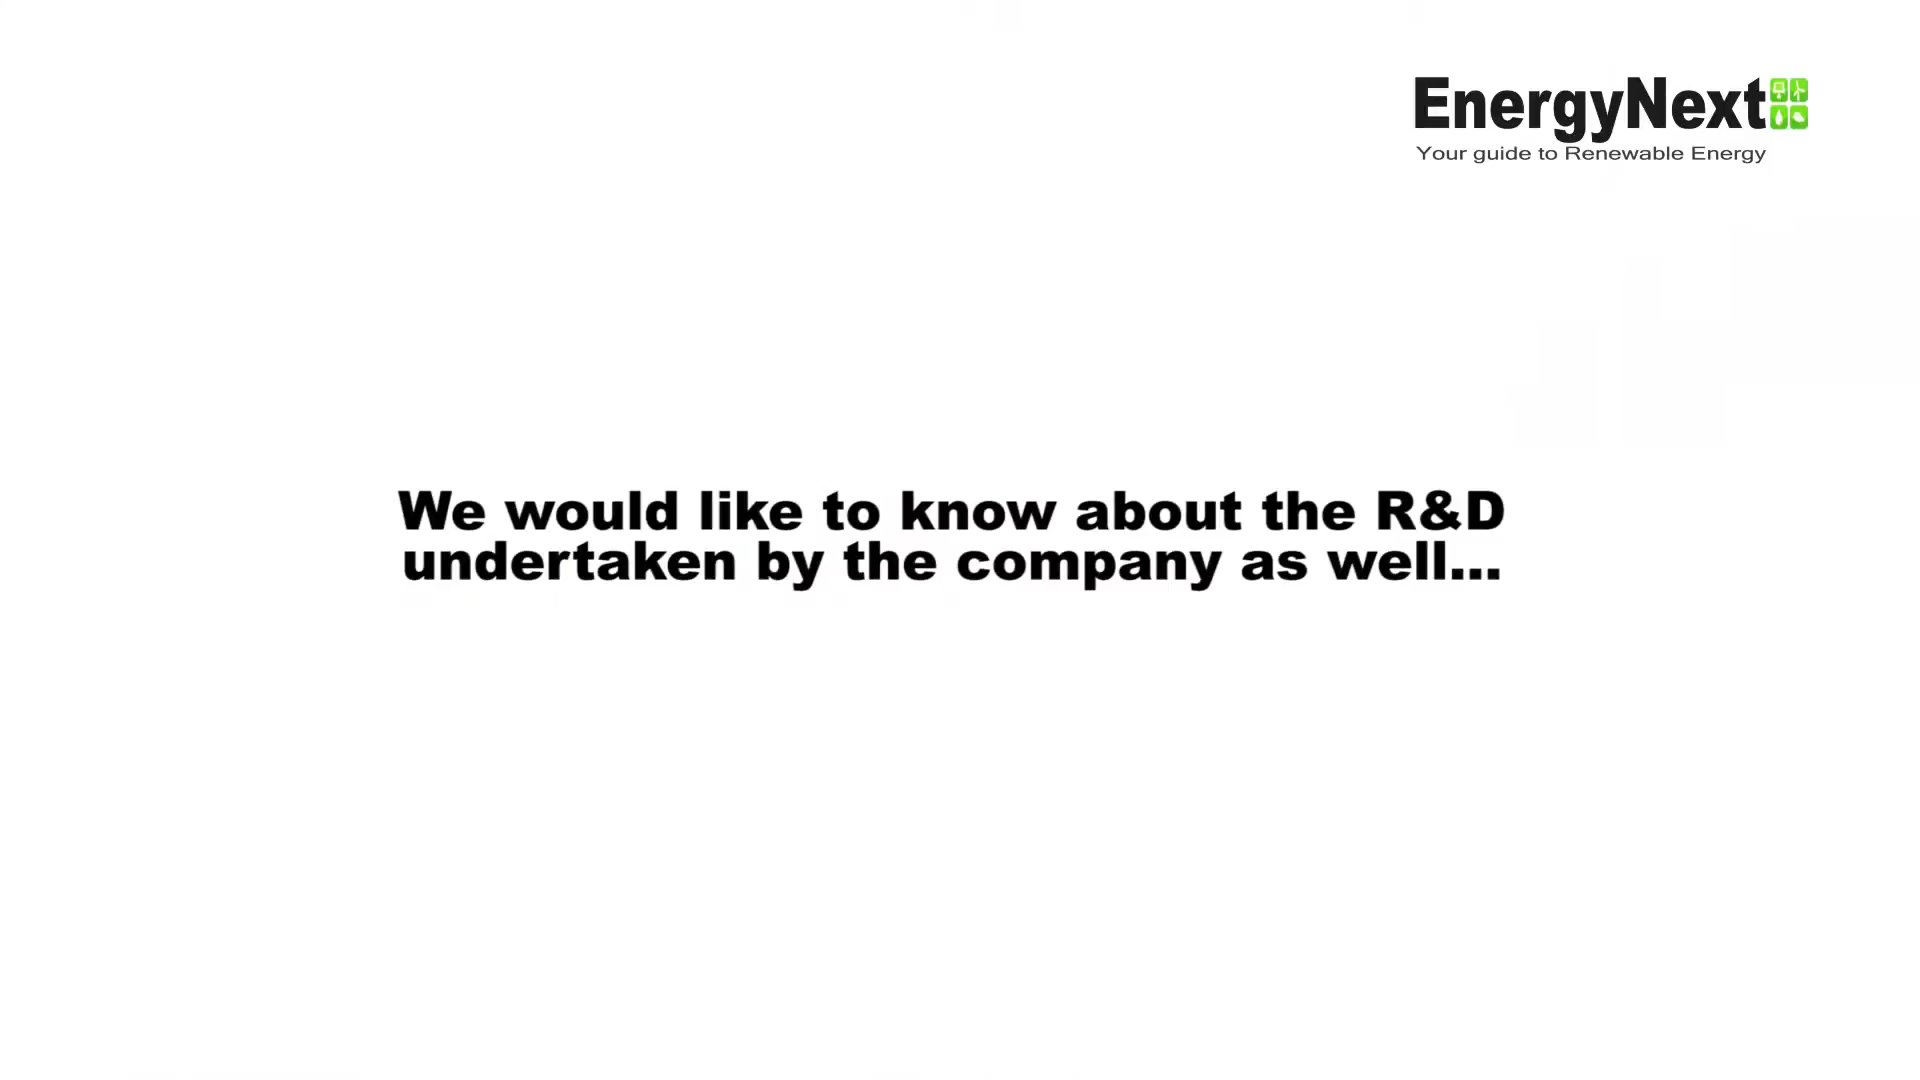 EnergyNext
Your guide to Renewable Energy
We would like to know about the R&D
undertaken by the company as well...